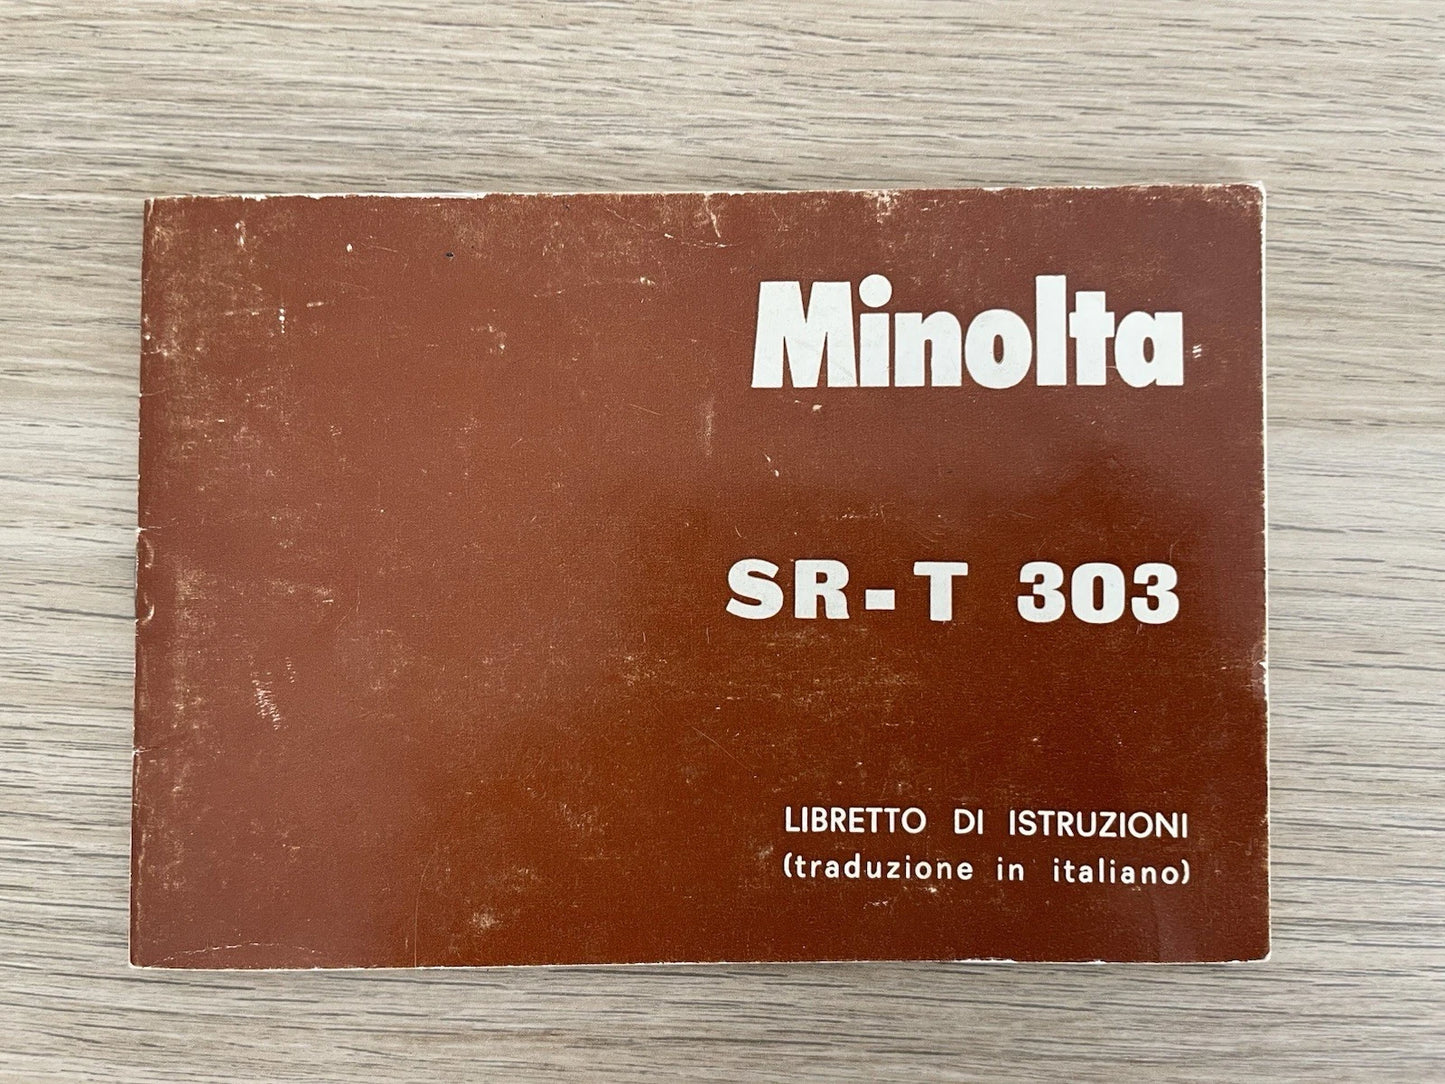 Minolta
SR-T 303
LIBRETTO DI ISTRUZIONI
(traduzione in italiano)